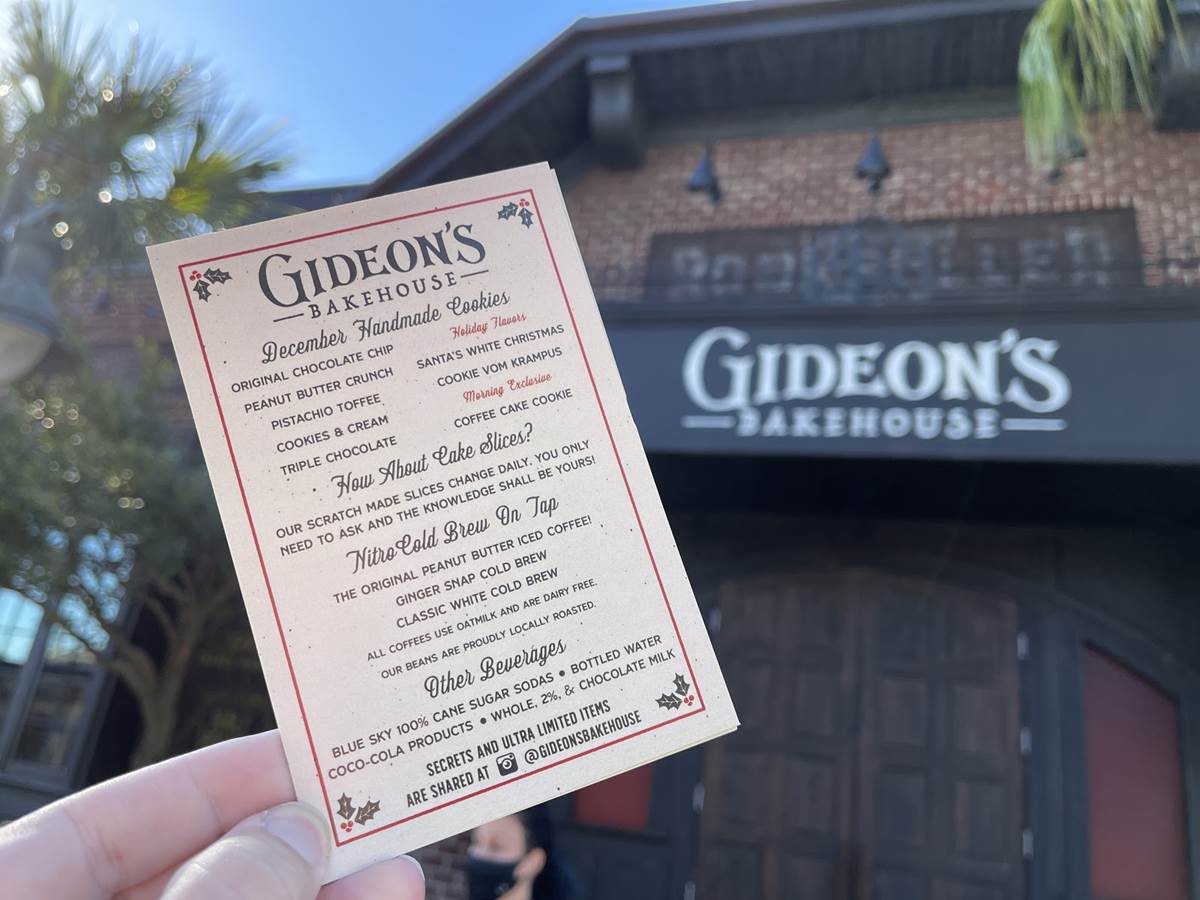 GIDEON'S
BAKEHOUSE
December Handmade Cookies
ORIGINAL CHOCOLATE CHIP
PEANUT BUTTER CRUNCH
PISTACHIO TOFFEE
COOKIES & CREAM
TRIPLE CHOCOLATE
Holiday Flavors
SANTA'S WHITE CHRISTMAS
COOKIE VOM KRAMPUS
Morning Exclusive
COFFEE CAKE COOKIE
How About Cake Slices?
OUR SCRATCH MADE SLICES CHANGE DAILY. YOU ONLY
NEED TO ASK AND THE KNOWLEDGE SHALL BE YOURS!
Nitro Cold Brew On Tap
THE ORIGINAL PEANUT BUTTER ICED COFFEE!
GINGER SNAP COLD BREW
CLASSIC WHITE COLD BREW
ALL COFFEES USE OATMILK AND ARE DAIRY FREE.
OUR BEANS ARE PROUDLY LOCALLY ROASTED.
Other Beverages
BLUE SKY 100% CANE SUGAR SODAS • BOTTLED WATER
COCO-COLA PRODUCTS • WHOLE, 2%, & CHOCOLATE MILK
SECRETS AND ULTRA LIMITED ITEMS
ARE SHARED AT @GIDEONSBAKEHOUSE
BOOKSELLER
GIDEON'S
BAKEHOUSE